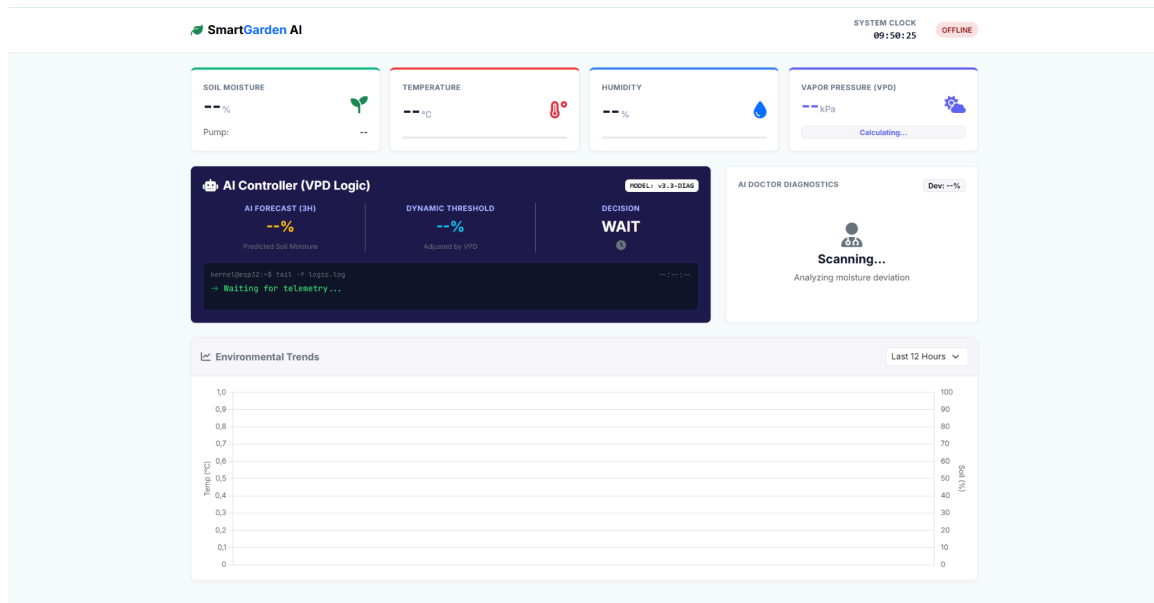 SmartGarden AI
SYSTEM CLOCK
09:50:25
OFFLINE
SOIL MOISTURE
--%
Pump: --
TEMPERATURE
--°C
HUMIDITY
--%
VAPOR PRESSURE (VPD)
--kPa
Calculating...
AI Controller (VPD Logic)
MODEL: v3.3-DIAG
AI FORECAST (3H)
--%
Predicted Soil Moisture
DYNAMIC THRESHOLD
--%
Adjusted by VPD
DECISION
WAIT
kernel@esp32:~$ tail -f logic.log --:--:--
→ Waiting for telemetry...
AI DOCTOR DIAGNOSTICS
Dev: --%
Scanning...
Analyzing moisture deviation
Environmental Trends
Last 12 Hours
Temp (°C)
1,0
0,9
0,8
0,7
0,6
0,5
0,4
0,3
0,2
0,1
0
100
90
80
70
60
50
40
30
20
10
0
Soil (%)